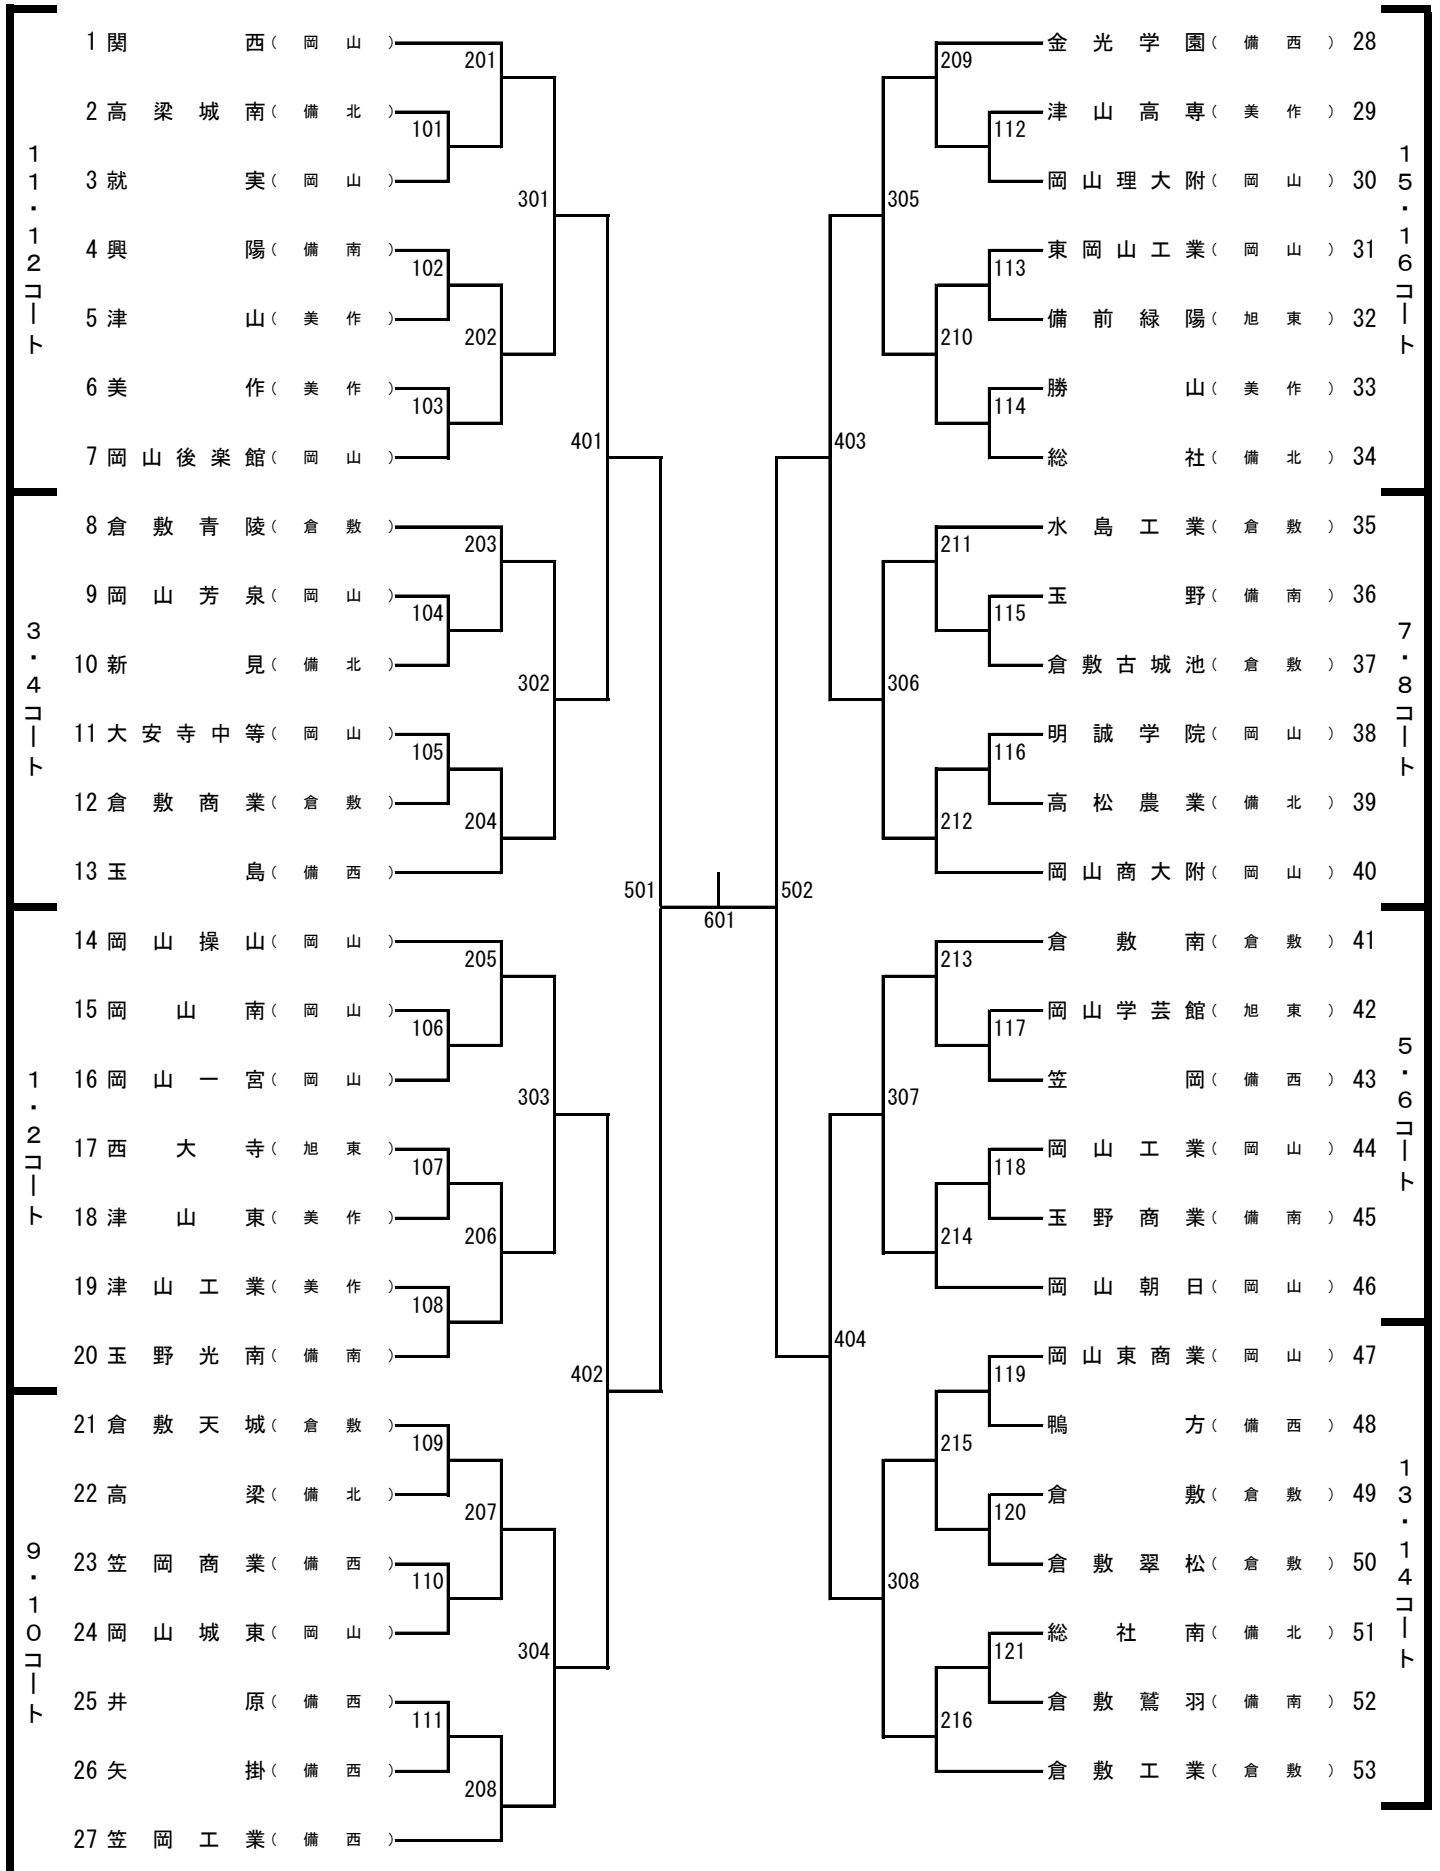 11・12コート
1 関西（岡山）
201
2 高梁城南（備北）
101
3 就実（岡山）
301
4 興陽（備南）
102
5 津山（美作）
202
6 美作（美作）
103
401
7 岡山後楽館（岡山）
3・4コート
8 倉敷青陵（倉敷）
203
9 岡山芳泉（岡山）
104
10 新見（備北）
302
11 大安寺中等（岡山）
105
12 倉敷商業（倉敷）
204
13 玉島（備西）
501
1・2コート
14 岡山操山（岡山）
205
15 岡山南（岡山）
106
16 岡山一宮（岡山）
303
17 西大寺（旭東）
107
18 津山東（美作）
206
19 津山工業（美作）
108
20 玉野光南（備南）
402
9・10コート
21 倉敷天城（倉敷）
109
22 高梁（備北）
207
23 笠岡商業（備西）
110
24 岡山城東（岡山）
304
25 井原（備西）
111
26 矢掛（備西）
208
27 笠岡工業（備西）
601
15・16コート
金光学園（備西） 28
209
津山高専（美作） 29
112
岡山理大附（岡山） 30
305
東岡山工業（岡山） 31
113
備前緑陽（旭東） 32
210
勝山（美作） 33
114
403
総社（備北） 34
7・8コート
水島工業（倉敷） 35
211
玉野（備南） 36
115
倉敷古城池（倉敷） 37
306
明誠学院（岡山） 38
116
高松農業（備北） 39
212
岡山商大附（岡山） 40
502
5・6コート
倉敷南（倉敷） 41
213
岡山学芸館（旭東） 42
117
笠岡（備西） 43
307
岡山工業（岡山） 44
118
玉野商業（備南） 45
214
岡山朝日（岡山） 46
404
13・14コート
岡山東商業（岡山） 47
119
鴨方（備西） 48
215
倉敷（倉敷） 49
120
倉敷翠松（倉敷） 50
308
総社南（備北） 51
121
倉敷鷲羽（備南） 52
216
倉敷工業（倉敷） 53